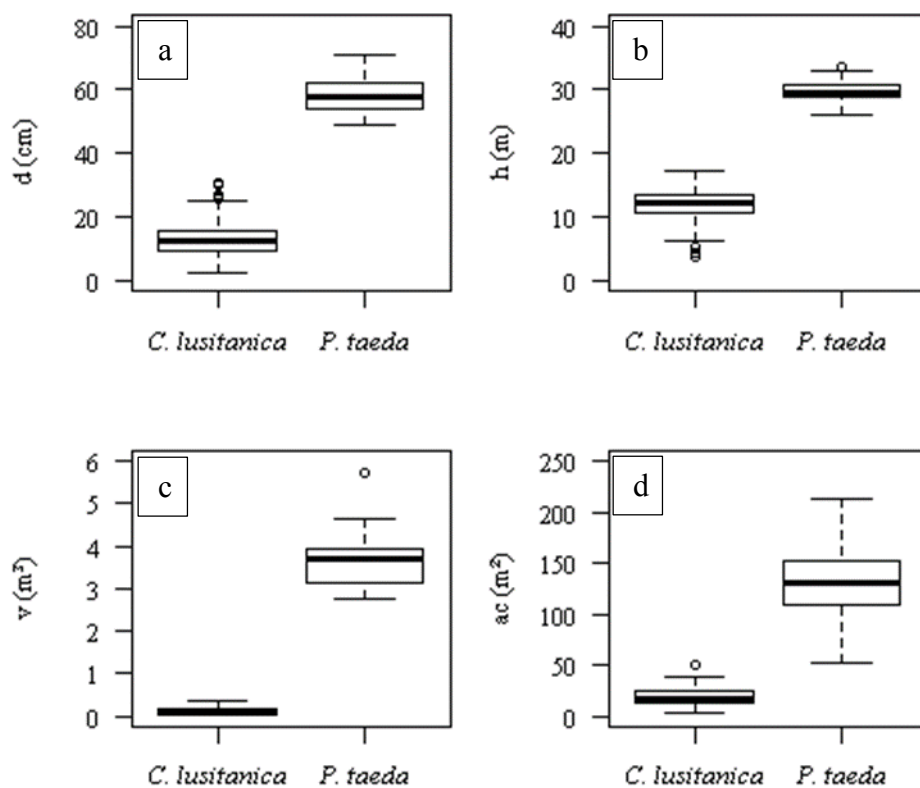 a
d (cm)
80
60
40
20
0
C. lusitanica P. taeda
b
h (m)
40
30
20
10
0
C. lusitanica P. taeda
c
v (m³)
6
5
4
3
2
1
0
C. lusitanica P. taeda
d
ac (m²)
250
200
150
100
50
0
C. lusitanica P. taeda